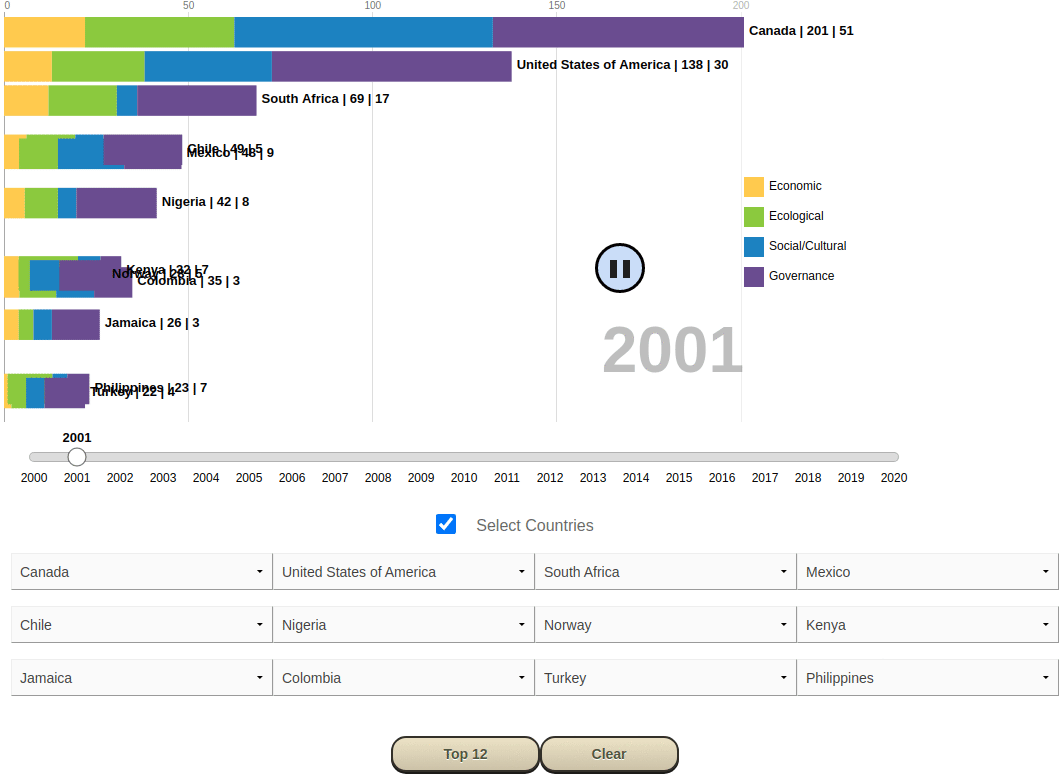 0 50 100 150 200
Canada | 201 | 51
United States of America | 138 | 30
South Africa | 69 | 17
Chile | 49 | 5
Mexico | 48 | 9
Economic
Nigeria | 42 | 8
Ecological
Social/Cultural
Kenya | 32 | 7
Norway | 28 | 5
Colombia | 35 | 3
Governance
Jamaica | 26 | 3
2001
Philippines | 23 | 7
Turkey | 22 | 4
2001
2000 2001 2002 2003 2004 2005 2006 2007 2008 2009 2010 2011 2012 2013 2014 2015 2016 2017 2018 2019 2020
Select Countries
Canada United States of America South Africa Mexico
Chile Nigeria Norway Kenya
Jamaica Colombia Turkey Philippines
Top 12 Clear